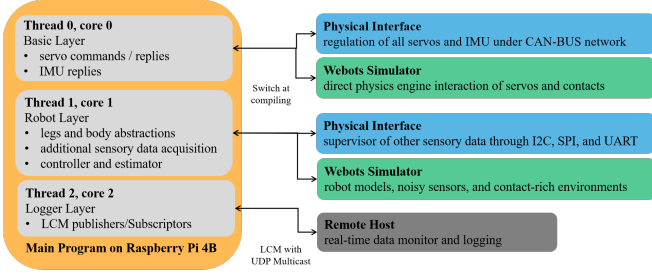 Thread 0, core 0
Basic Layer
• servo commands / replies
• IMU replies
Thread 1, core 1
Robot Layer
• legs and body abstractions
• additional sensory data acquisition
• controller and estimator
Thread 2, core 2
Logger Layer
• LCM publishers/Subscriptors
Main Program on Raspberry Pi 4B
Switch at
compiling
LCM with
UDP Multicast
Physical Interface
regulation of all servos and IMU under CAN-BUS network
Webots Simulator
direct physics engine interaction of servos and contacts
Physical Interface
supervisor of other sensory data through I2C, SPI, and UART
Webots Simulator
robot models, noisy sensors, and contact-rich environments
Remote Host
real-time data monitor and logging